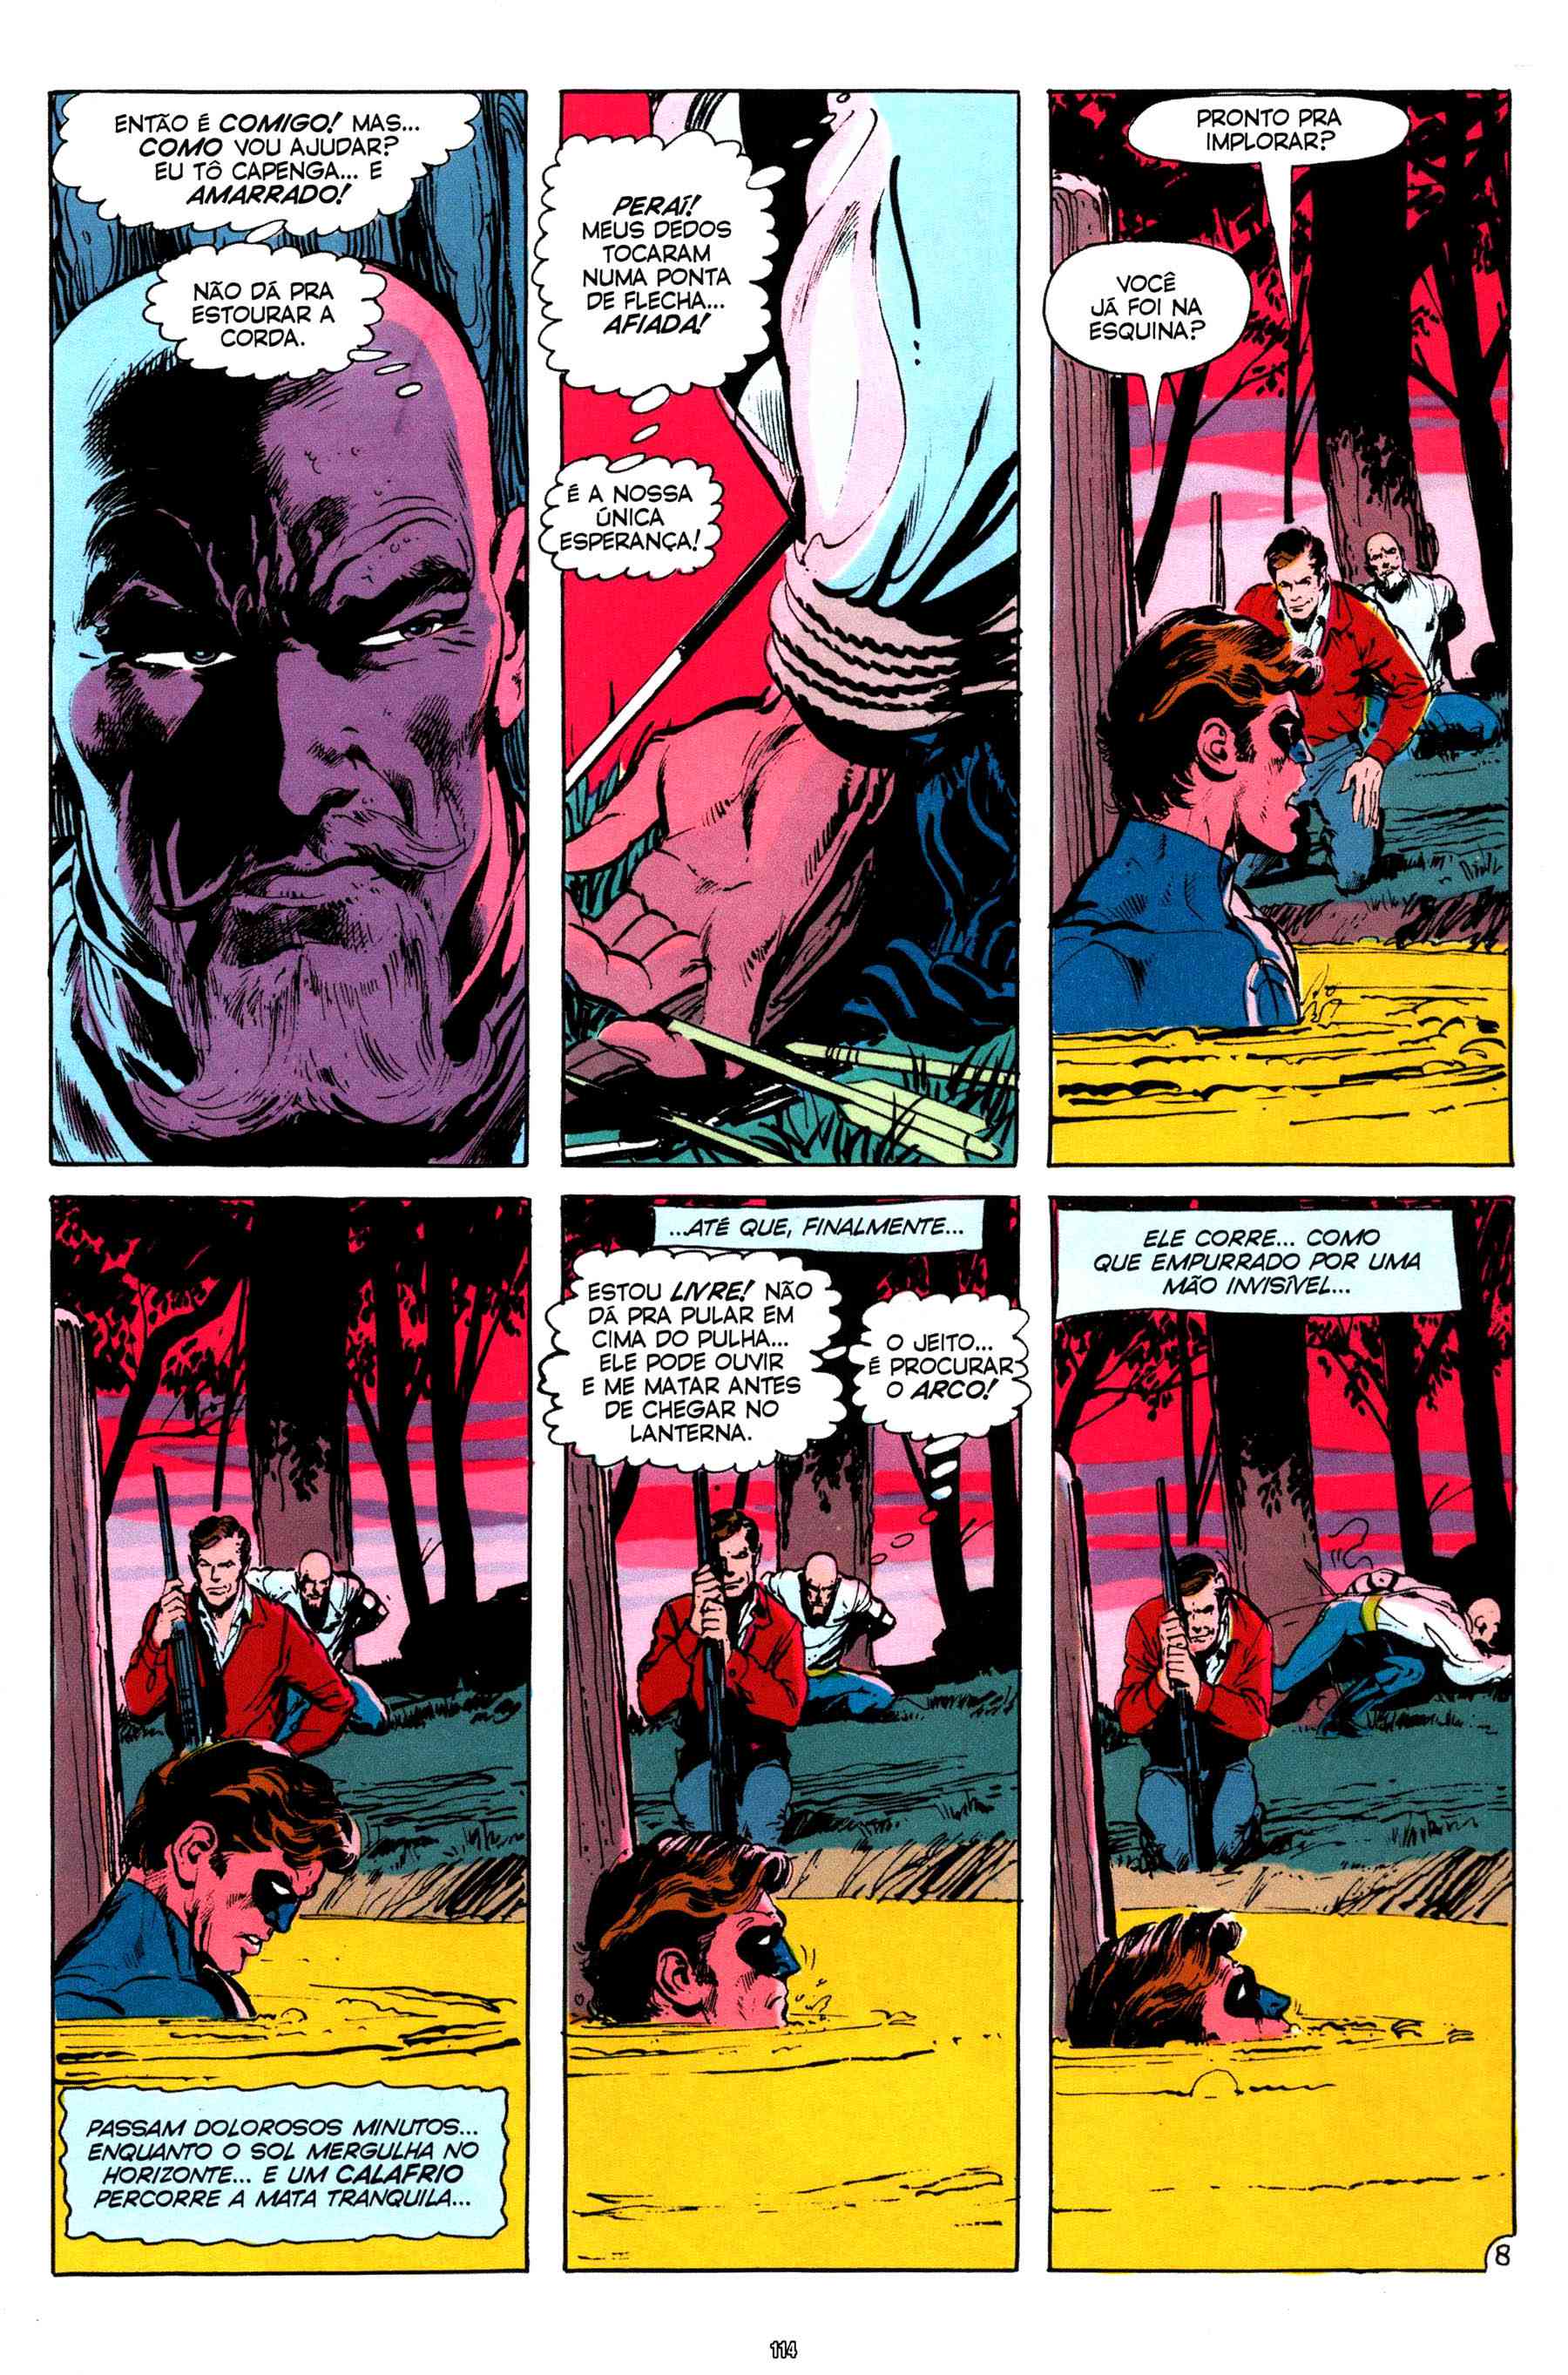 ENTÃO É COMIGO! MAS...
COMO VOU AJUDAR?
EU TÔ CAPENGA... E
AMARRADO!
NÃO DÁ PRA
ESTOURAR A
CORDA.
PERAÍ!
MEUS DEDOS
TOCARAM
NUMA PONTA
DE FLECHA...
AFIADA!
É A NOSSA
ÚNICA
ESPERANÇA!
PRONTO PRA
IMPLORAR?
VOCÊ
JÁ FOI NA
ESQUINA?
PASSAM DOLOROSOS MINUTOS...
ENQUANTO O SOL MERGULHA NO
HORIZONTE... E UM CALAFRIO
PERCORRE A MATA TRANQUILA...
...ATÉ QUE, FINALMENTE...
ESTOU LIVRE! NÃO
DÁ PRA PULAR EM
CIMA DO PULHA...
ELE PODE OUVIR
E ME MATAR ANTES
DE CHEGAR NO
LANTERNA.
O JEITO...
É PROCURAR
O ARCO!
ELE CORRE... COMO
QUE EMPURRADO POR UMA
MÃO INVISÍVEL...
8
114